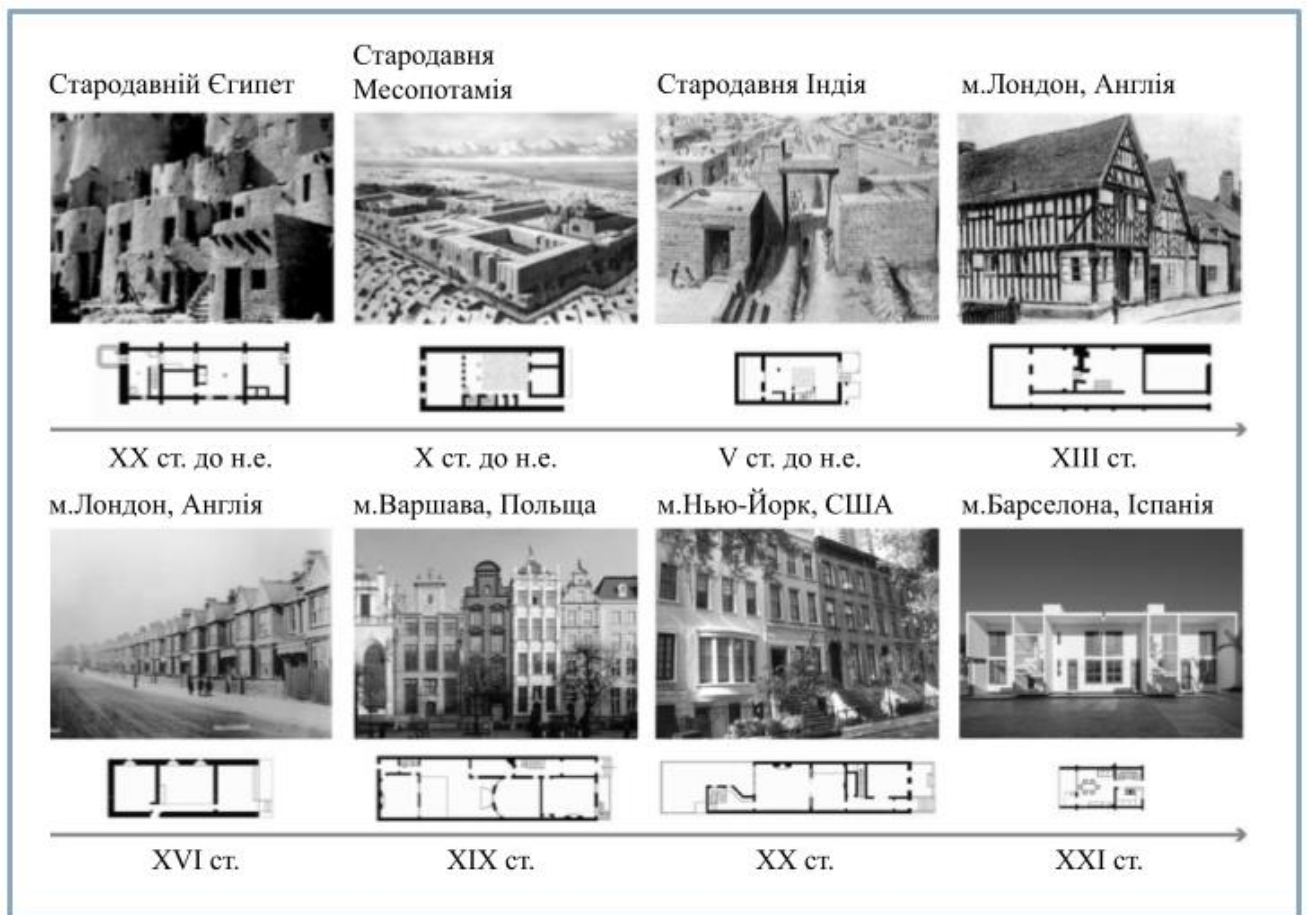 Стародавній Єгипет
Стародавня
Месопотамія
Стародавня Індія
м.Лондон, Англія
XX ст. до н.е.
X ст. до н.е.
V ст. до н.е.
XIII ст.
м.Лондон, Англія
м.Варшава, Польща
м.Нью-Йорк, США
м.Барселона, Іспанія
XVI ст.
XIX ст.
XX ст.
XXI ст.